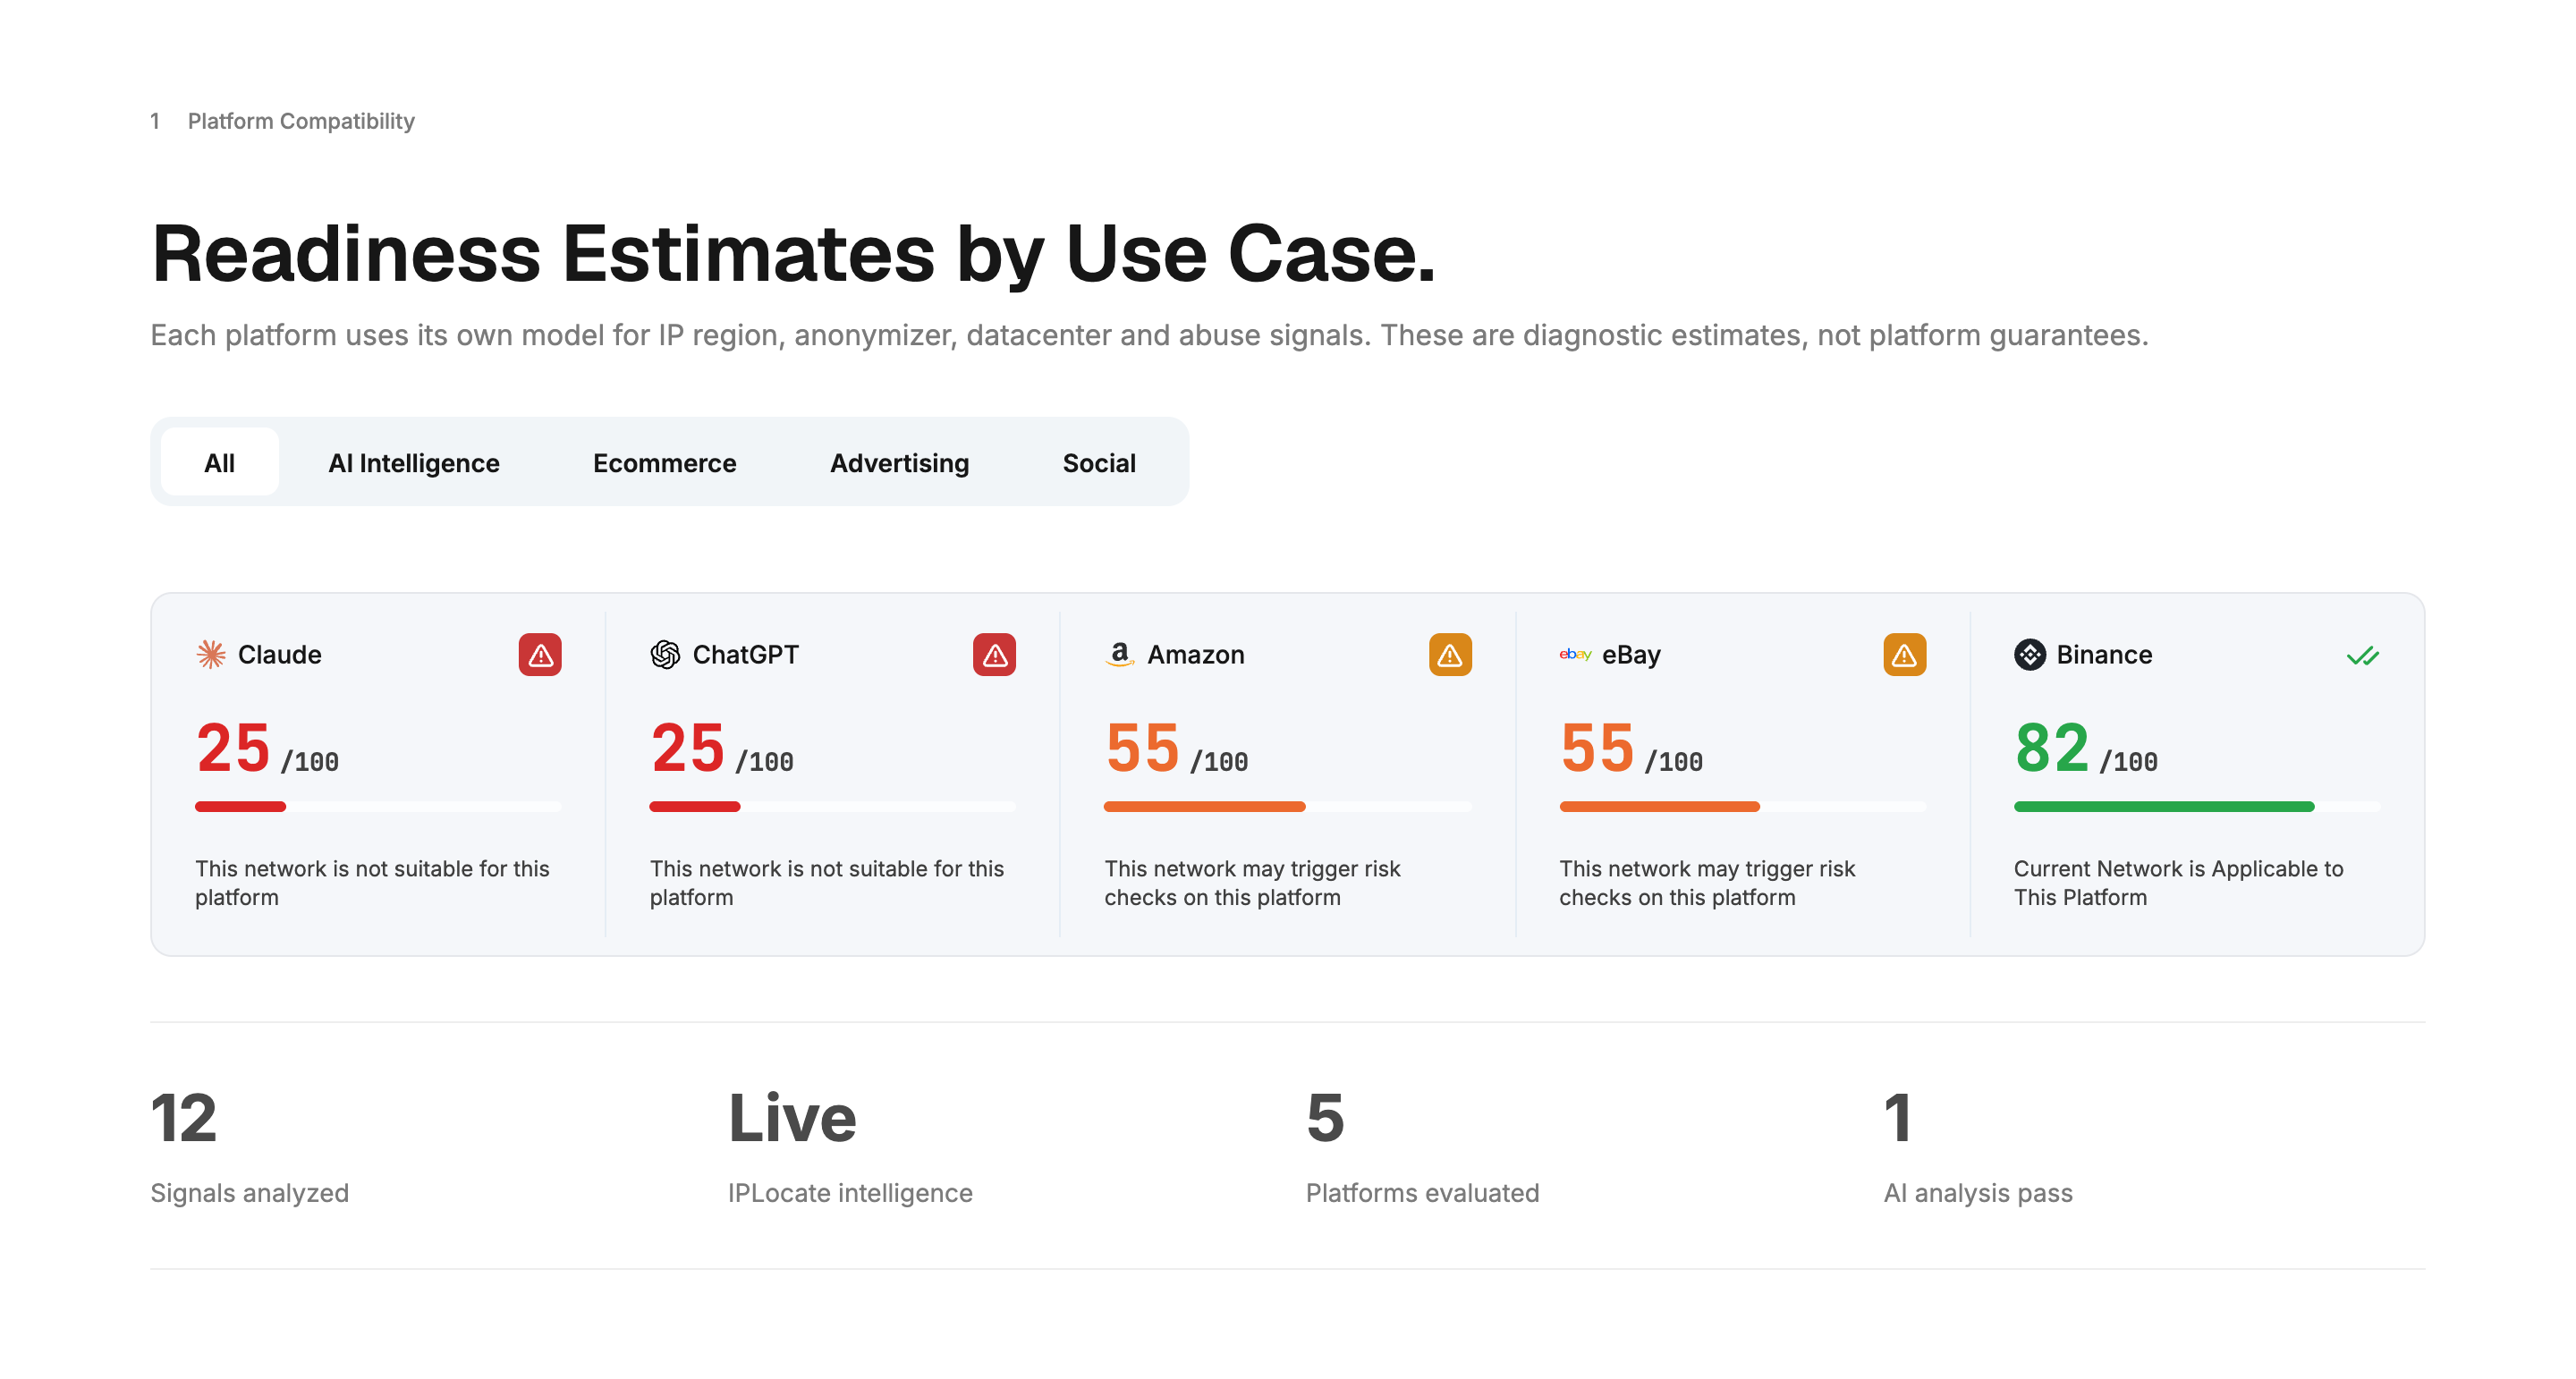 1 Platform Compatibility
Readiness Estimates by Use Case.
Each platform uses its own model for IP region, anonymizer, datacenter and abuse signals. These are diagnostic estimates, not platform guarantees.
All AI Intelligence Ecommerce Advertising Social
Claude
25 /100
This network is not suitable for this
platform
ChatGPT
25 /100
This network is not suitable for this
platform
a Amazon
55 /100
This network may trigger risk
checks on this platform
ebay eBay
55 /100
This network may trigger risk
checks on this platform
Binance
82 /100
Current Network is Applicable to
This Platform
12
Signals analyzed
Live
IPLocate intelligence
5
Platforms evaluated
1
AI analysis pass